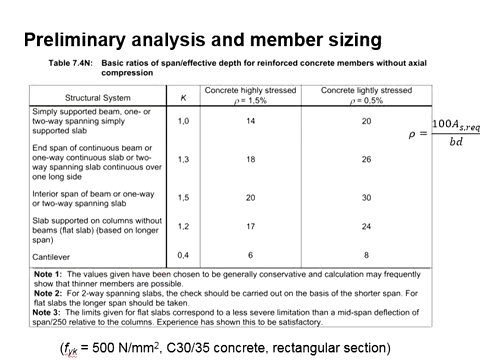 Preliminary analysis and member sizing
Table 7.4N: Basic ratios of span/effective depth for reinforced concrete members without axial
compression
Structural System K Concrete highly stressed ρ = 1,5% Concrete lightly stressed ρ = 0,5%
Simply supported beam, one- or
two-way spanning simply
supported slab 1,0 14 20
End span of continuous beam or
one-way continuous slab or two-
way spanning slab continuous over
one long side 1,3 18 26
Interior span of beam or one-way
or two-way spanning slab 1,5 20 30
Slab supported on columns without
beams (flat slab) (based on longer
span) 1,2 17 24
Cantilever 0,4 6 8
ρ = 100A_{s,req} / bd
Note 1: The values given have been chosen to be generally conservative and calculation may frequently
show that thinner members are possible.
Note 2: For 2-way spanning slabs, the check should be carried out on the basis of the shorter span. For
flat slabs the longer span should be taken.
Note 3: The limits given for flat slabs correspond to a less severe limitation than a mid-span deflection of
span/250 relative to the columns. Experience has shown this to be satisfactory.
(f_{yk} = 500 N/mm², C30/35 concrete, rectangular section)